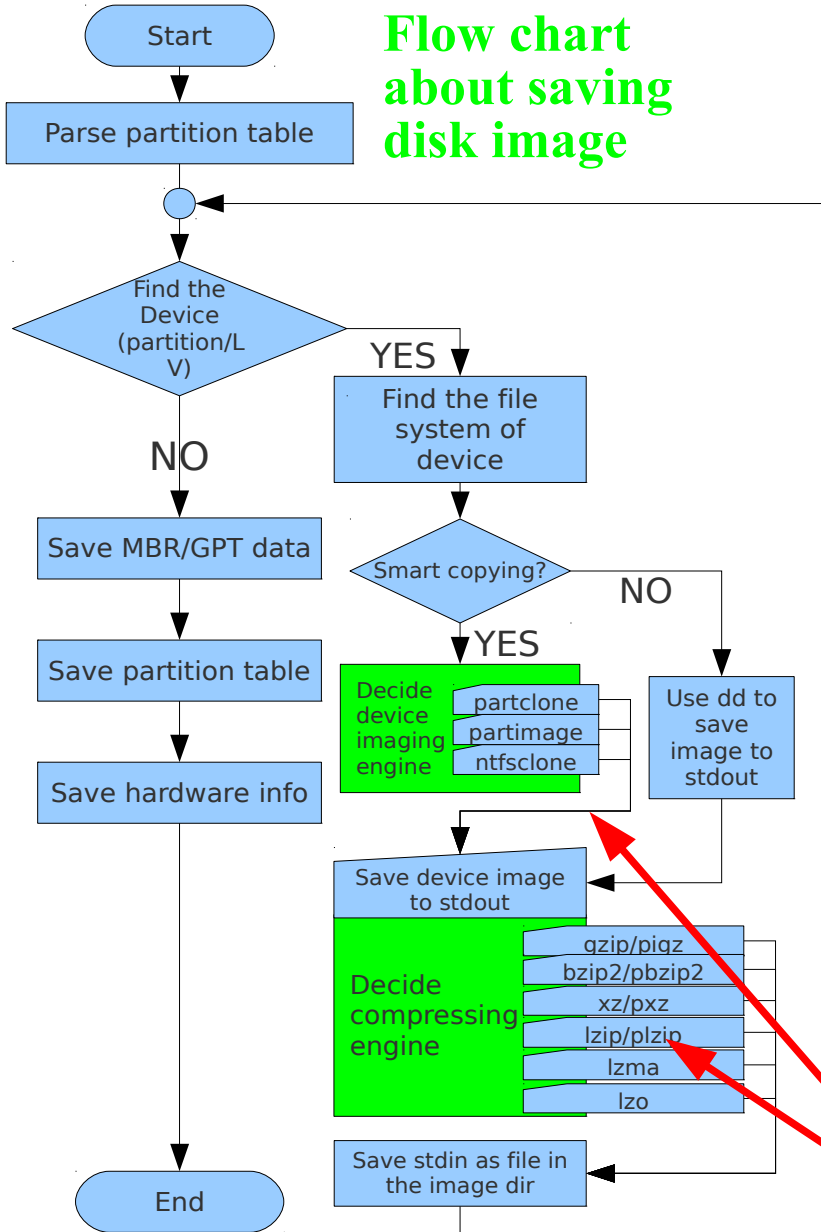 Flow chart
about saving
disk image
Start
Parse partition table
Find the
Device
(partition/L
V)
YES
NO
Find the file
system of
device
Save MBR/GPT data
Smart copying?
NO
YES
Save partition table
Decide
device
imaging
engine
partclone
partimage
ntfsclone
Use dd to
save
image to
stdout
Save hardware info
Save device image
to stdout
Decide
compressing
engine
gzip/pigz
bzip2/pbzip2
xz/pxz
lzip/plzip
lzma
lzo
Save stdin as file in
the image dir
End